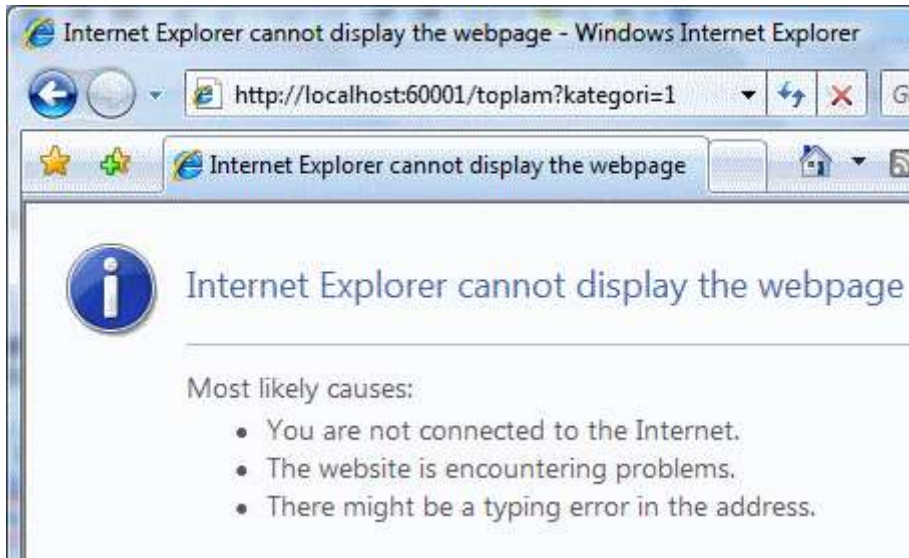 Internet Explorer cannot display the webpage - Windows Internet Explorer
http://localhost:60001/toplam?kategori=1
Internet Explorer cannot display the webpage
Internet Explorer cannot display the webpage
Most likely causes:
You are not connected to the Internet.
The website is encountering problems.
There might be a typing error in the address.